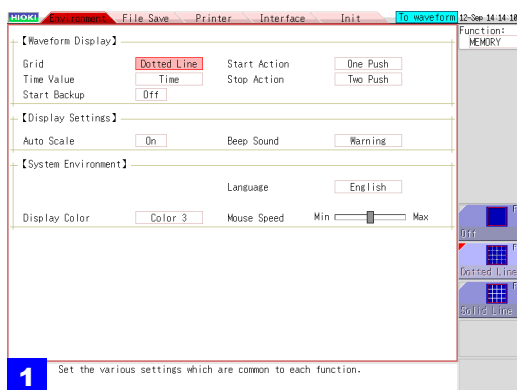 HIOKI Environment File Save Printer Interface Init To waveform 12-Sep 14:14:10
Function:
MEMORY
【Waveform Display】
Grid Dotted Line Start Action One Push
Time Value Time Stop Action Two Push
Start Backup Off
【Display Settings】
Auto Scale On Beep Sound Warning
【System Environment】
Language English
Display Color Color 3 Mouse Speed Min Max
F
Off
F
Dotted Line
F
Solid Line
1 Set the various settings which are common to each function.